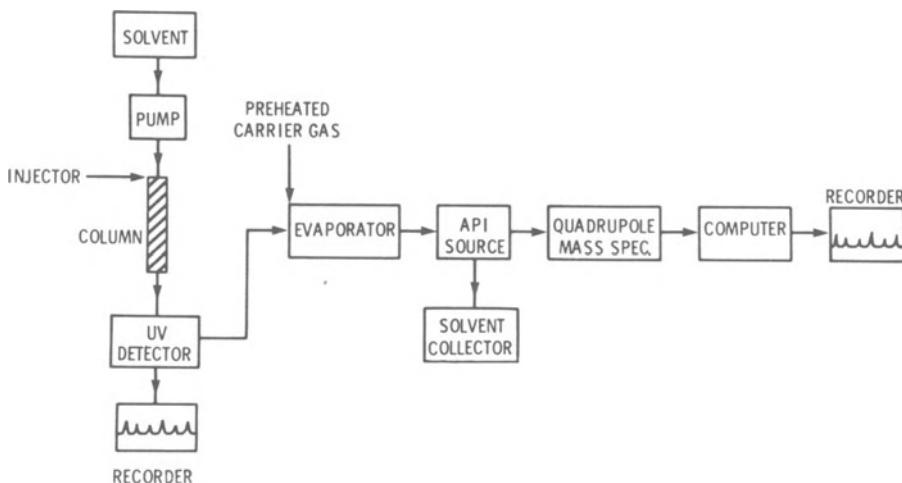 SOLVENT
PUMP
INJECTOR
COLUMN
UV
DETECTOR
RECORDER
PREHEATED
CARRIER GAS
EVAPORATOR
API
SOURCE
SOLVENT
COLLECTOR
QUADRUPOLE
MASS SPEC.
COMPUTER
RECORDER